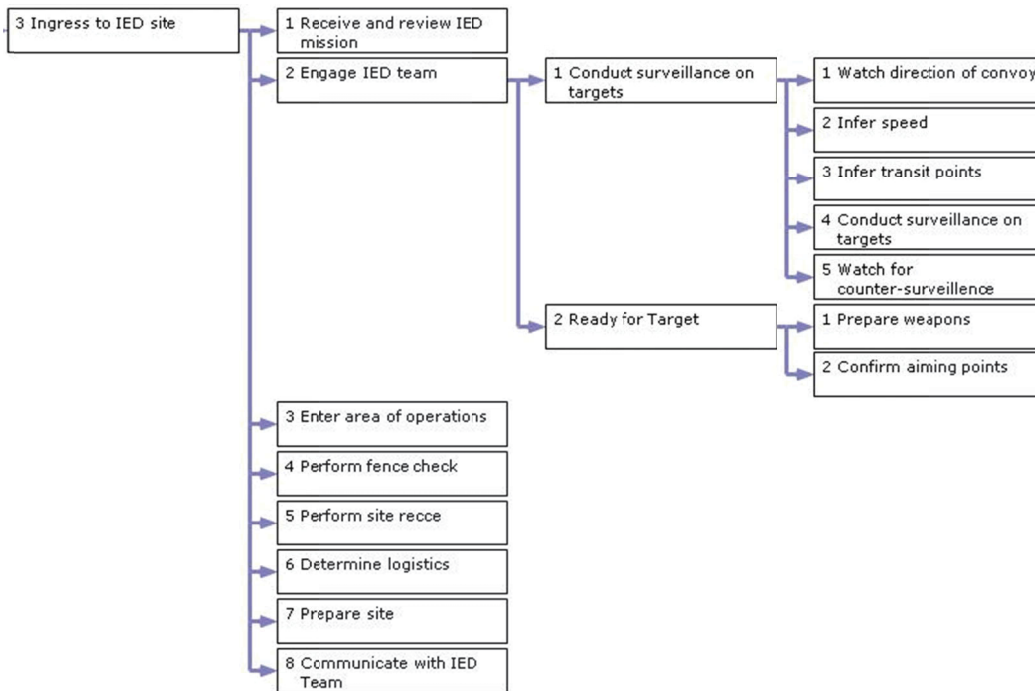 3 Ingress to IED site
1 Receive and review IED
mission
2 Engage IED team
1 Conduct surveillance on
targets
1 Watch direction of convoy
2 Infer speed
3 Infer transit points
4 Conduct surveillance on
targets
5 Watch for
counter-surveillence
2 Ready for Target
1 Prepare weapons
2 Confirm aiming points
3 Enter area of operations
4 Perform fence check
5 Perform site recce
6 Determine logistics
7 Prepare site
8 Communicate with IED
Team